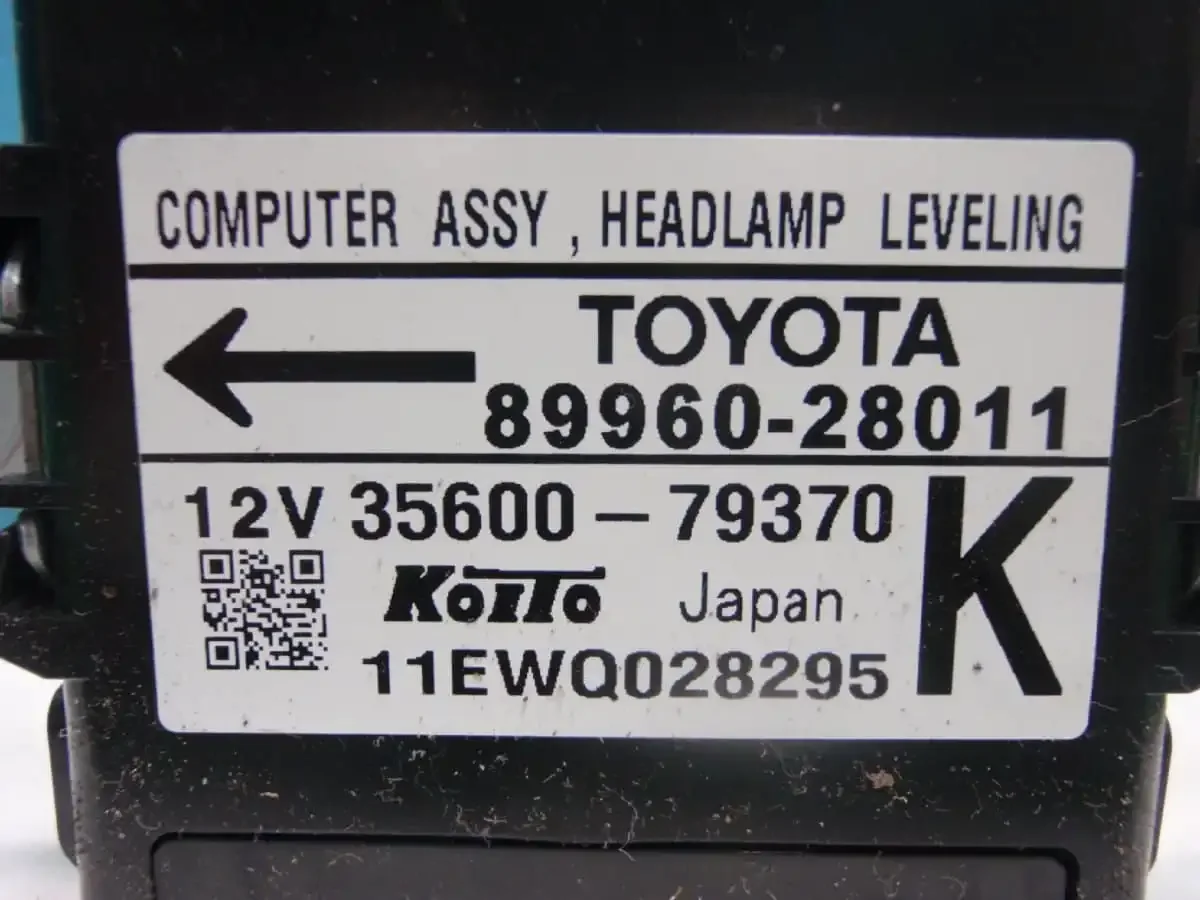 COMPUTER ASSY , HEADLAMP LEVELING
TOYOTA
89960-28011
12V 35600-79370
KOITO Japan
K
11EWQ028295